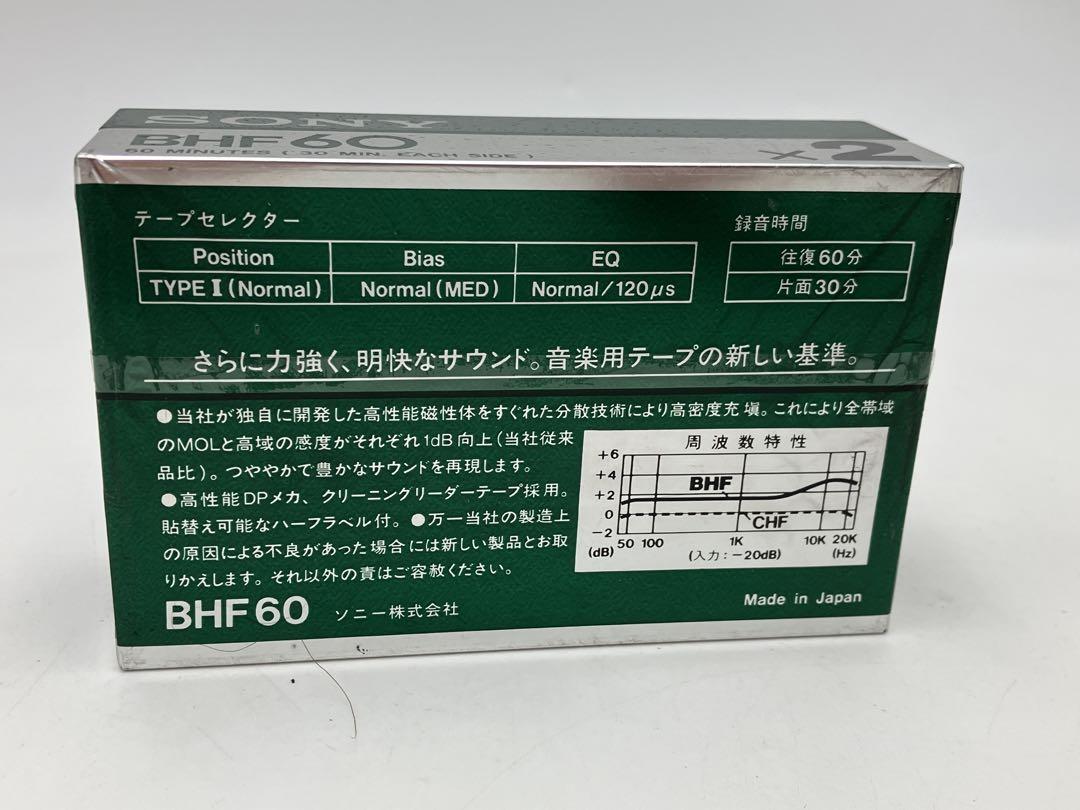 SONY
BHF60
60 MINUTES (30 MIN. EACH SIDE)
×2
テープセレクター
Position Bias EQ
TYPE I (Normal) Normal (MED) Normal/120μs
録音時間
往復60分
片面30分
さらに力強く、明快なサウンド。音楽用テープの新しい基準。
●当社が独自に開発した高性能磁性体をすぐれた分散技術により高密度充塡。これにより全帯域
のMOLと高域の感度がそれぞれ1dB向上(当社従来
品比)。つややかで豊かなサウンドを再現します。
●高性能DPメカ、クリーニングリーダーテープ採用。
貼替え可能なハーフラベル付。●万一当社の製造上
の原因による不良があった場合には新しい製品とお取
りかえします。それ以外の責はご容赦ください。
周波数特性
+6
+4
+2
0
-2
(dB)
BHF
CHF
50 100 1K 10K 20K
(入力:-20dB) (Hz)
BHF60 ソニー株式会社
Made in Japan